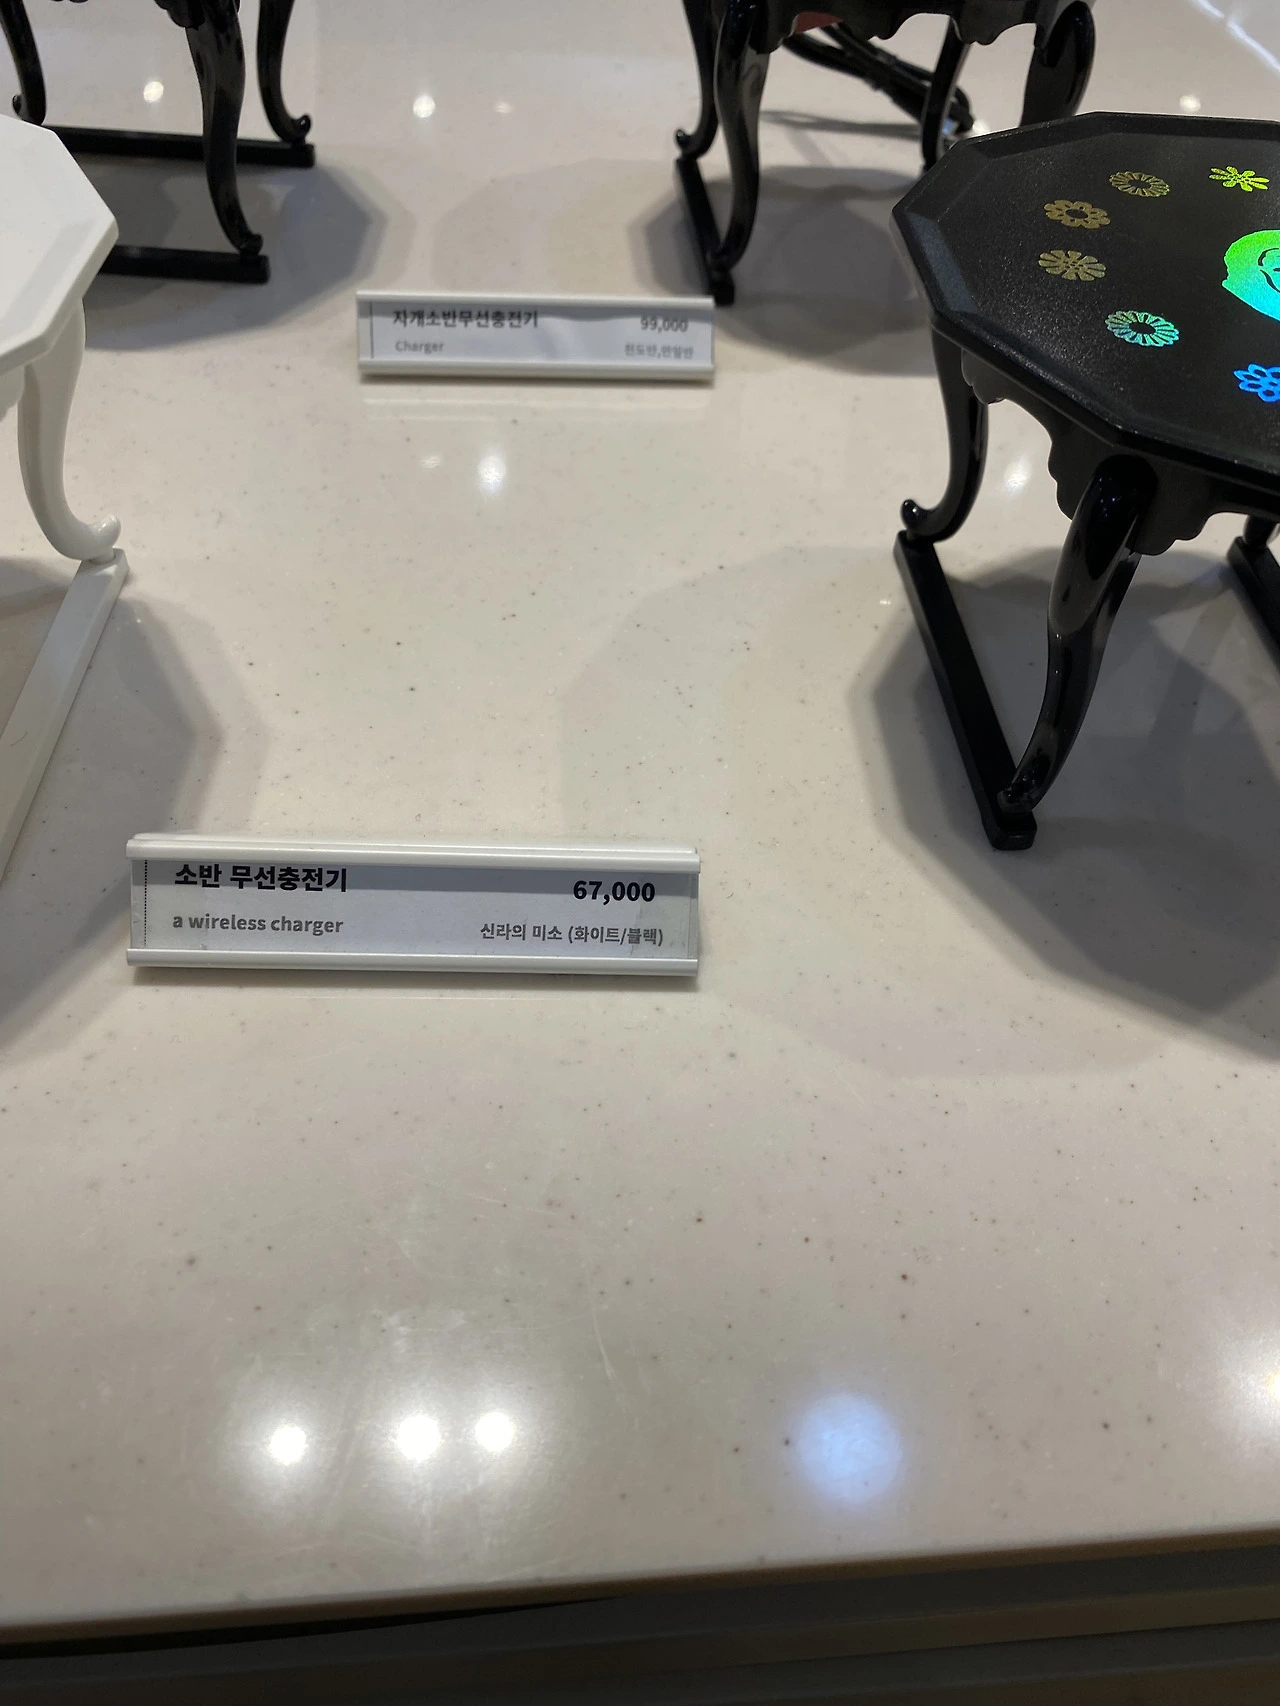 자개소반무선충전기
99,000
Charger
소반 무선충전기
67,000
a wireless charger
신라의 미소 (화이트/블랙)